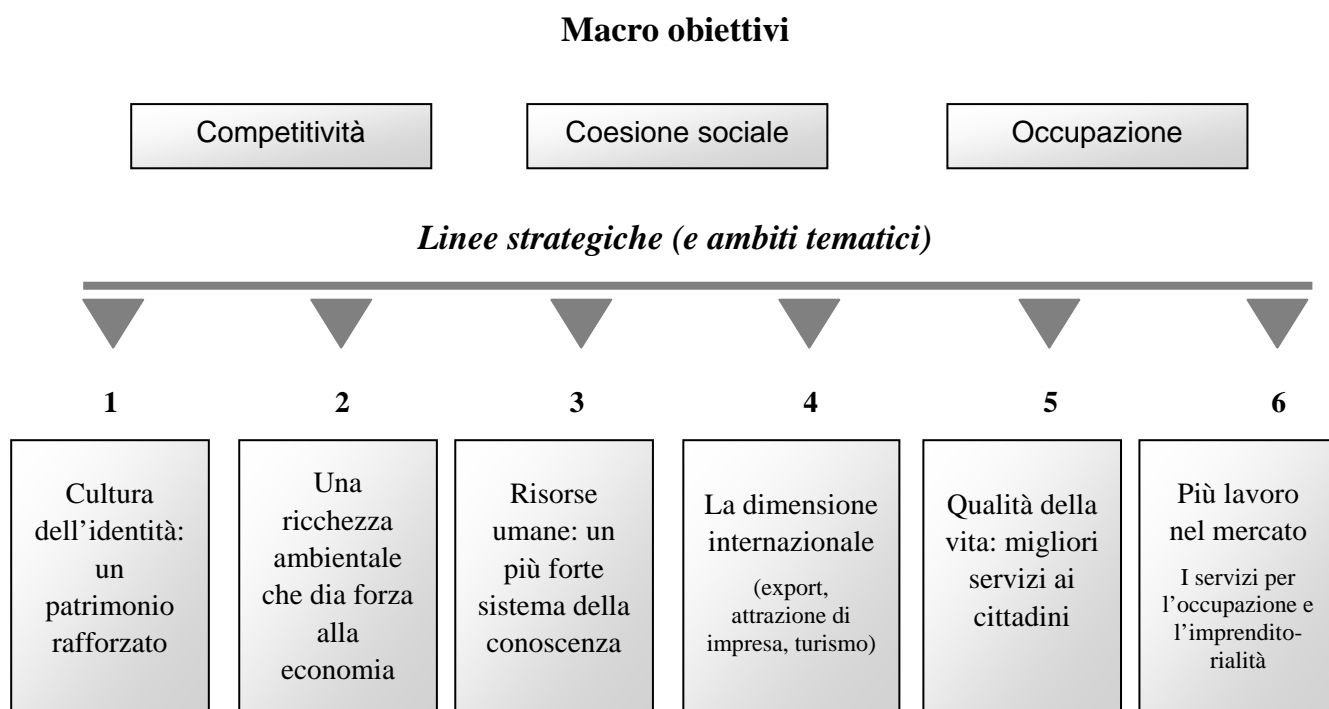 Macro obiettivi
Competitività
Coesione sociale
Occupazione
Linee strategiche (e ambiti tematici)
1
2
3
4
5
6
Cultura
dell’identità:
un
patrimonio
rafforzato
Una
ricchezza
ambientale
che dia forza
alla
economia
Risorse
umane: un
più forte
sistema della
conoscenza
La dimensione
internazionale
(export,
attrazione di
impresa, turismo)
Qualità della
vita: migliori
servizi ai
cittadini
Più lavoro
nel mercato
I servizi per
l’occupazione e
l’imprendito-
rialità